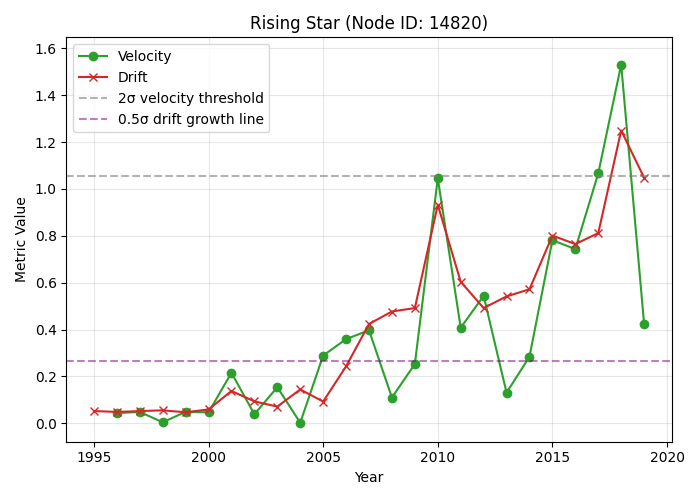 Rising Star (Node ID: 14820)
Velocity
Drift
2σ velocity threshold
0.5σ drift growth line
Metric Value
1.6
1.4
1.2
1.0
0.8
0.6
0.4
0.2
0.0
1995
2000
2005
2010
2015
2020
Year